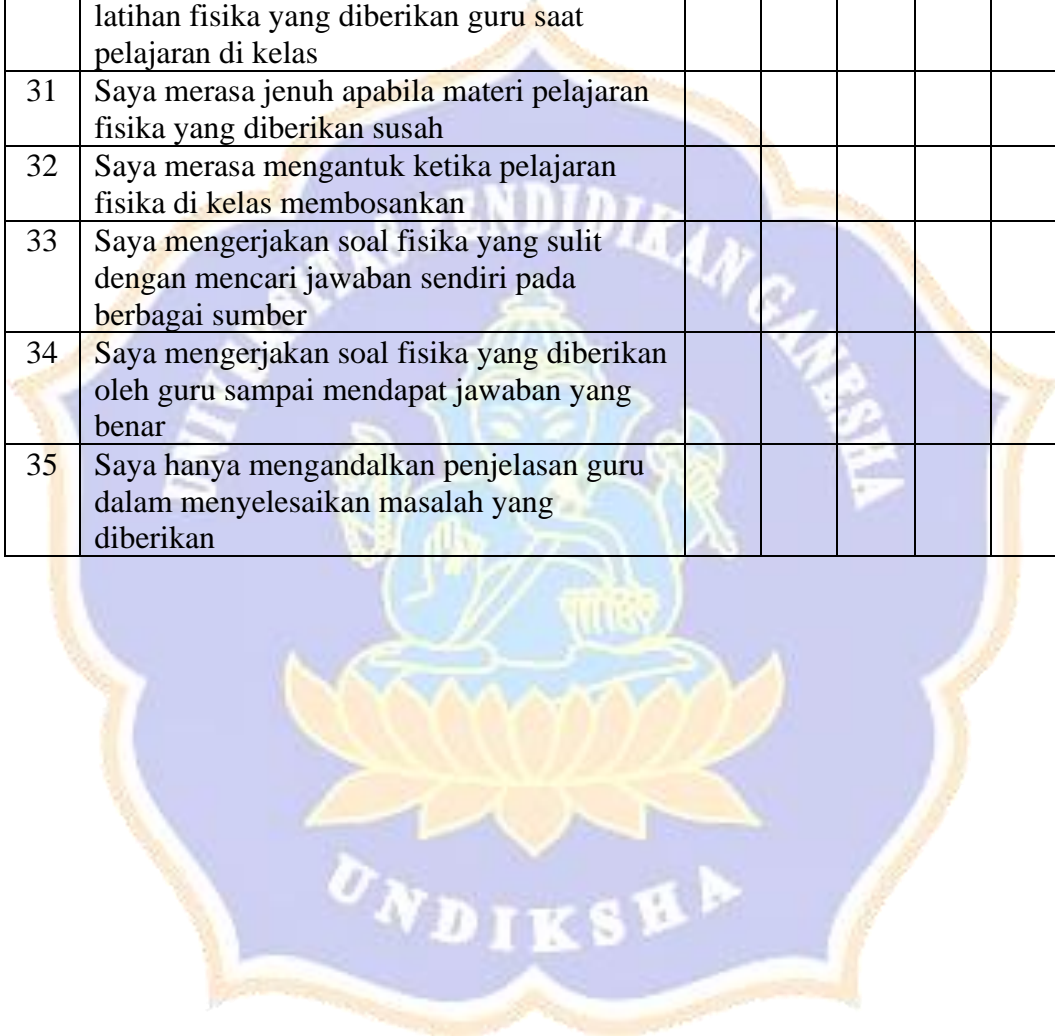 latihan fisika yang diberikan guru saat
pelajaran di kelas
31 Saya merasa jenuh apabila materi pelajaran
fisika yang diberikan susah
32 Saya merasa mengantuk ketika pelajaran
fisika di kelas membosankan
33 Saya mengerjakan soal fisika yang sulit
dengan mencari jawaban sendiri pada
berbagai sumber
34 Saya mengerjakan soal fisika yang diberikan
oleh guru sampai mendapat jawaban yang
benar
35 Saya hanya mengandalkan penjelasan guru
dalam menyelesaikan masalah yang
diberikan
UNIVERSITAS PENDIDIKAN GANESHA
UNDIKSHA